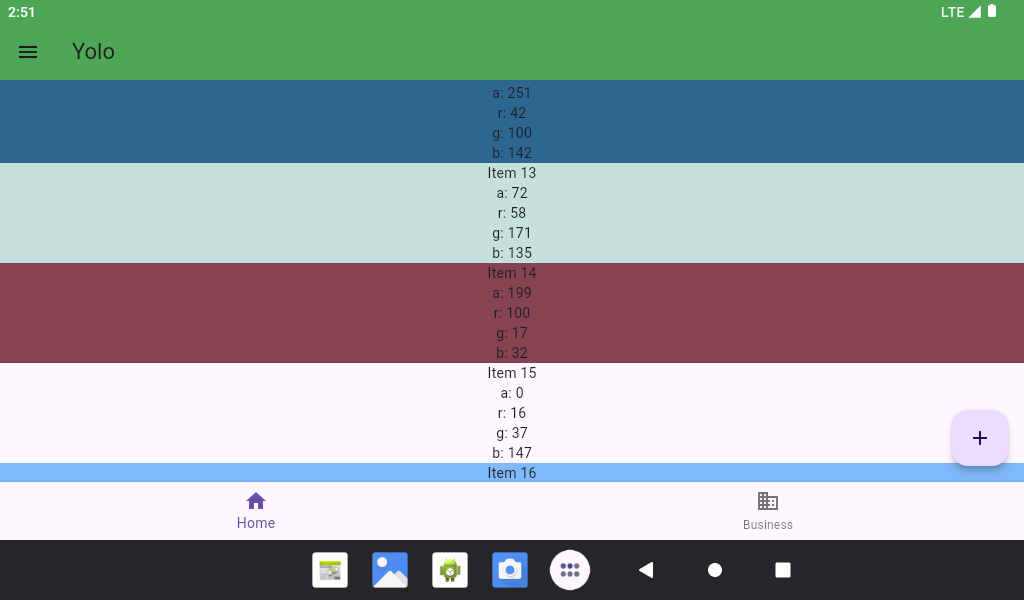 2:51
LTE
Yolo
a: 251
r: 42
g: 100
b: 142
Item 13
a: 72
r: 58
g: 171
b: 135
Item 14
a: 199
r: 100
g: 17
b: 32
Item 15
a: 0
r: 16
g: 37
b: 147
Item 16
Home
Business